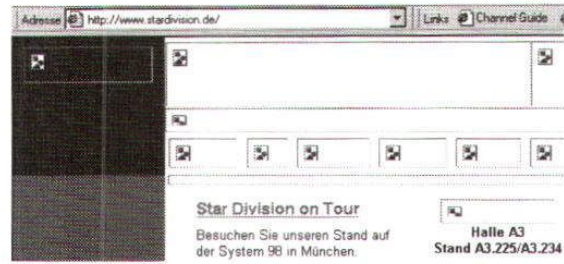 Adresse http://www.stardivision.de/ Links Channel Guide
Star Division on Tour
Besuchen Sie unseren Stand auf
der System 98 in München.
Halle A3
Stand A3.225/A3.234